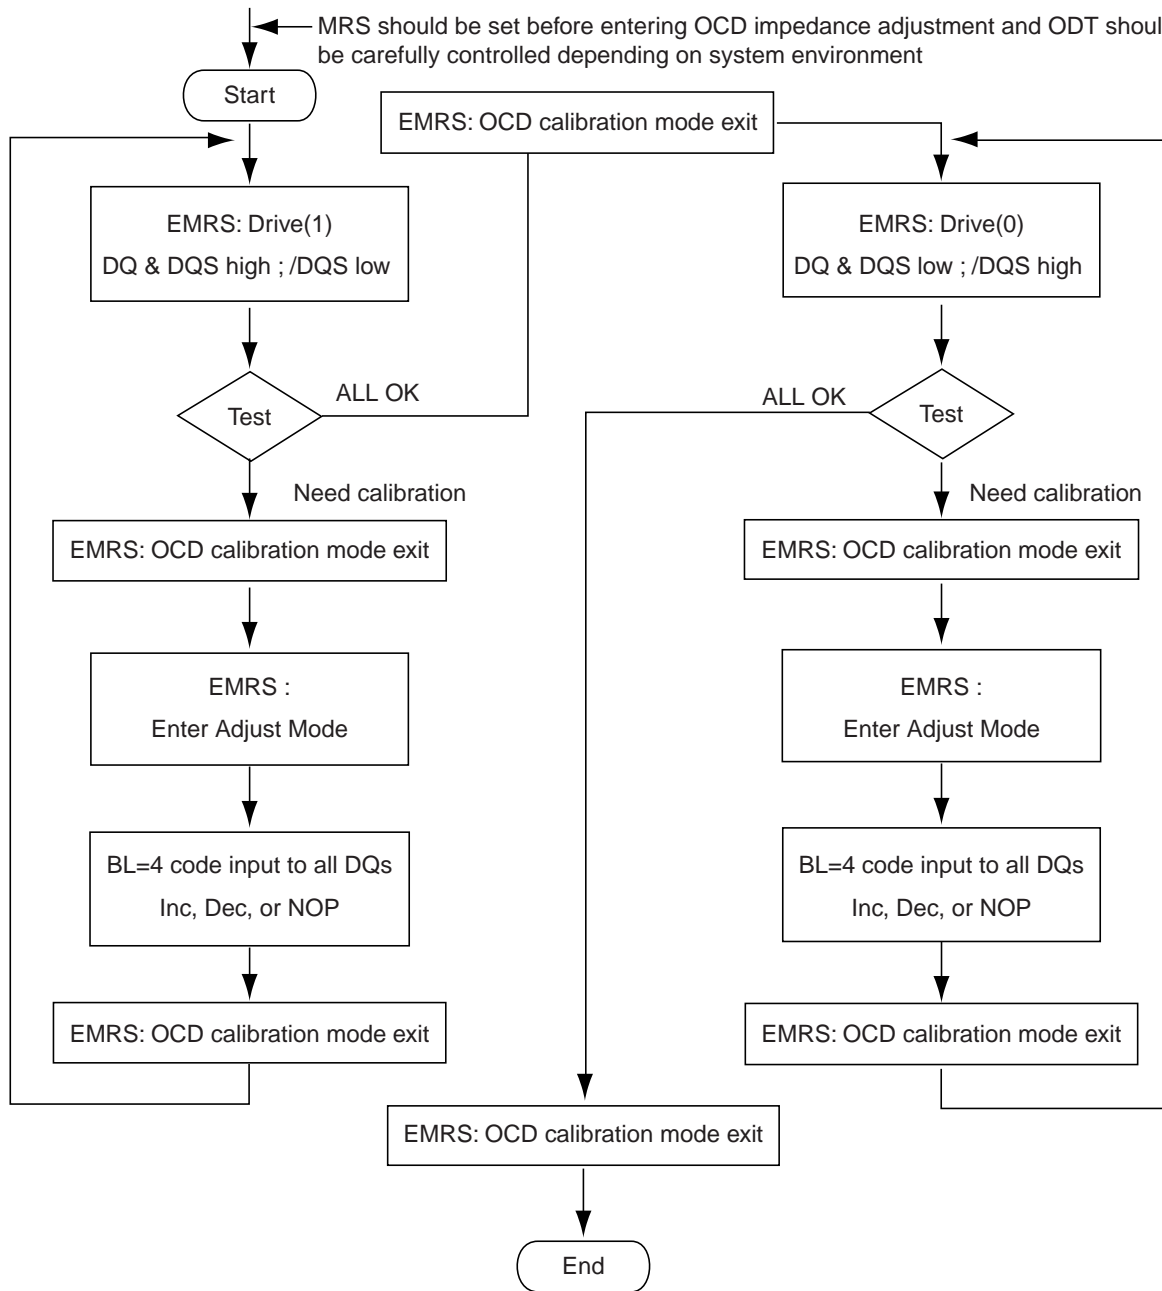 MRS should be set before entering OCD impedance adjustment and ODT shoul
be carefully controlled depending on system environment
Start
EMRS: OCD calibration mode exit
EMRS: Drive(1)
DQ & DQS high ; /DQS low
EMRS: Drive(0)
DQ & DQS low ; /DQS high
ALL OK
Test
ALL OK
Test
Need calibration
Need calibration
EMRS: OCD calibration mode exit
EMRS: OCD calibration mode exit
EMRS :
Enter Adjust Mode
EMRS :
Enter Adjust Mode
BL=4 code input to all DQs
Inc, Dec, or NOP
BL=4 code input to all DQs
Inc, Dec, or NOP
EMRS: OCD calibration mode exit
EMRS: OCD calibration mode exit
EMRS: OCD calibration mode exit
End